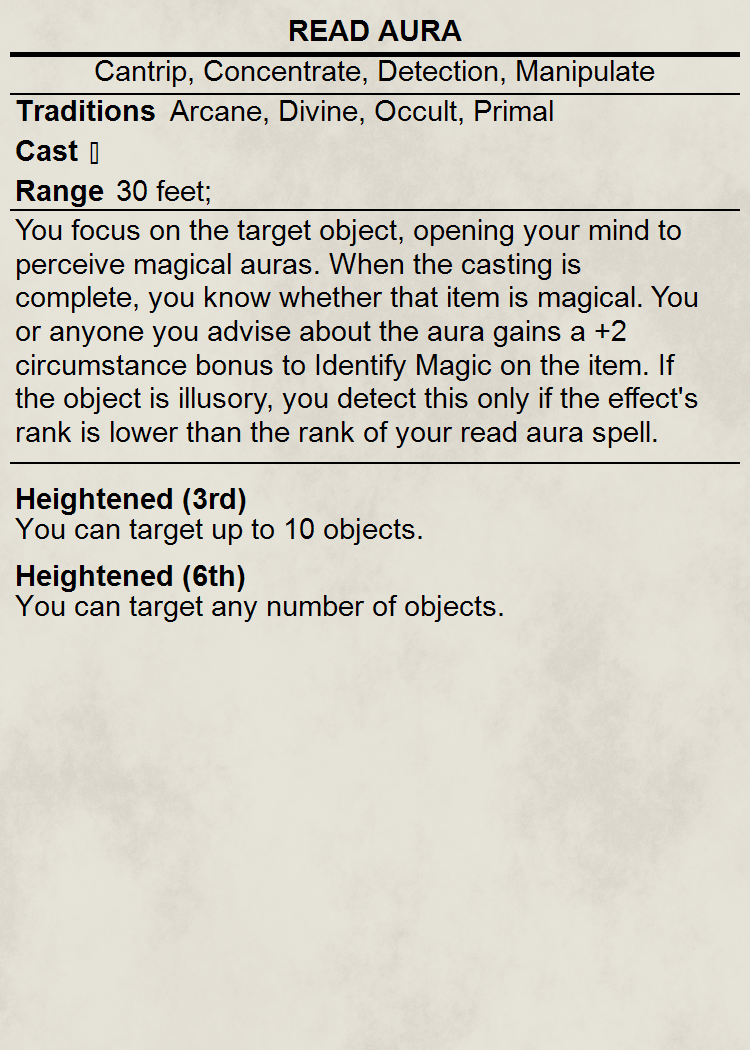 READ AURA
Cantrip, Concentrate, Detection, Manipulate
Traditions Arcane, Divine, Occult, Primal
Cast
Range 30 feet;
You focus on the target object, opening your mind to
perceive magical auras. When the casting is
complete, you know whether that item is magical. You
or anyone you advise about the aura gains a +2
circumstance bonus to Identify Magic on the item. If
the object is illusory, you detect this only if the effect's
rank is lower than the rank of your read aura spell.
Heightened (3rd)
You can target up to 10 objects.
Heightened (6th)
You can target any number of objects.